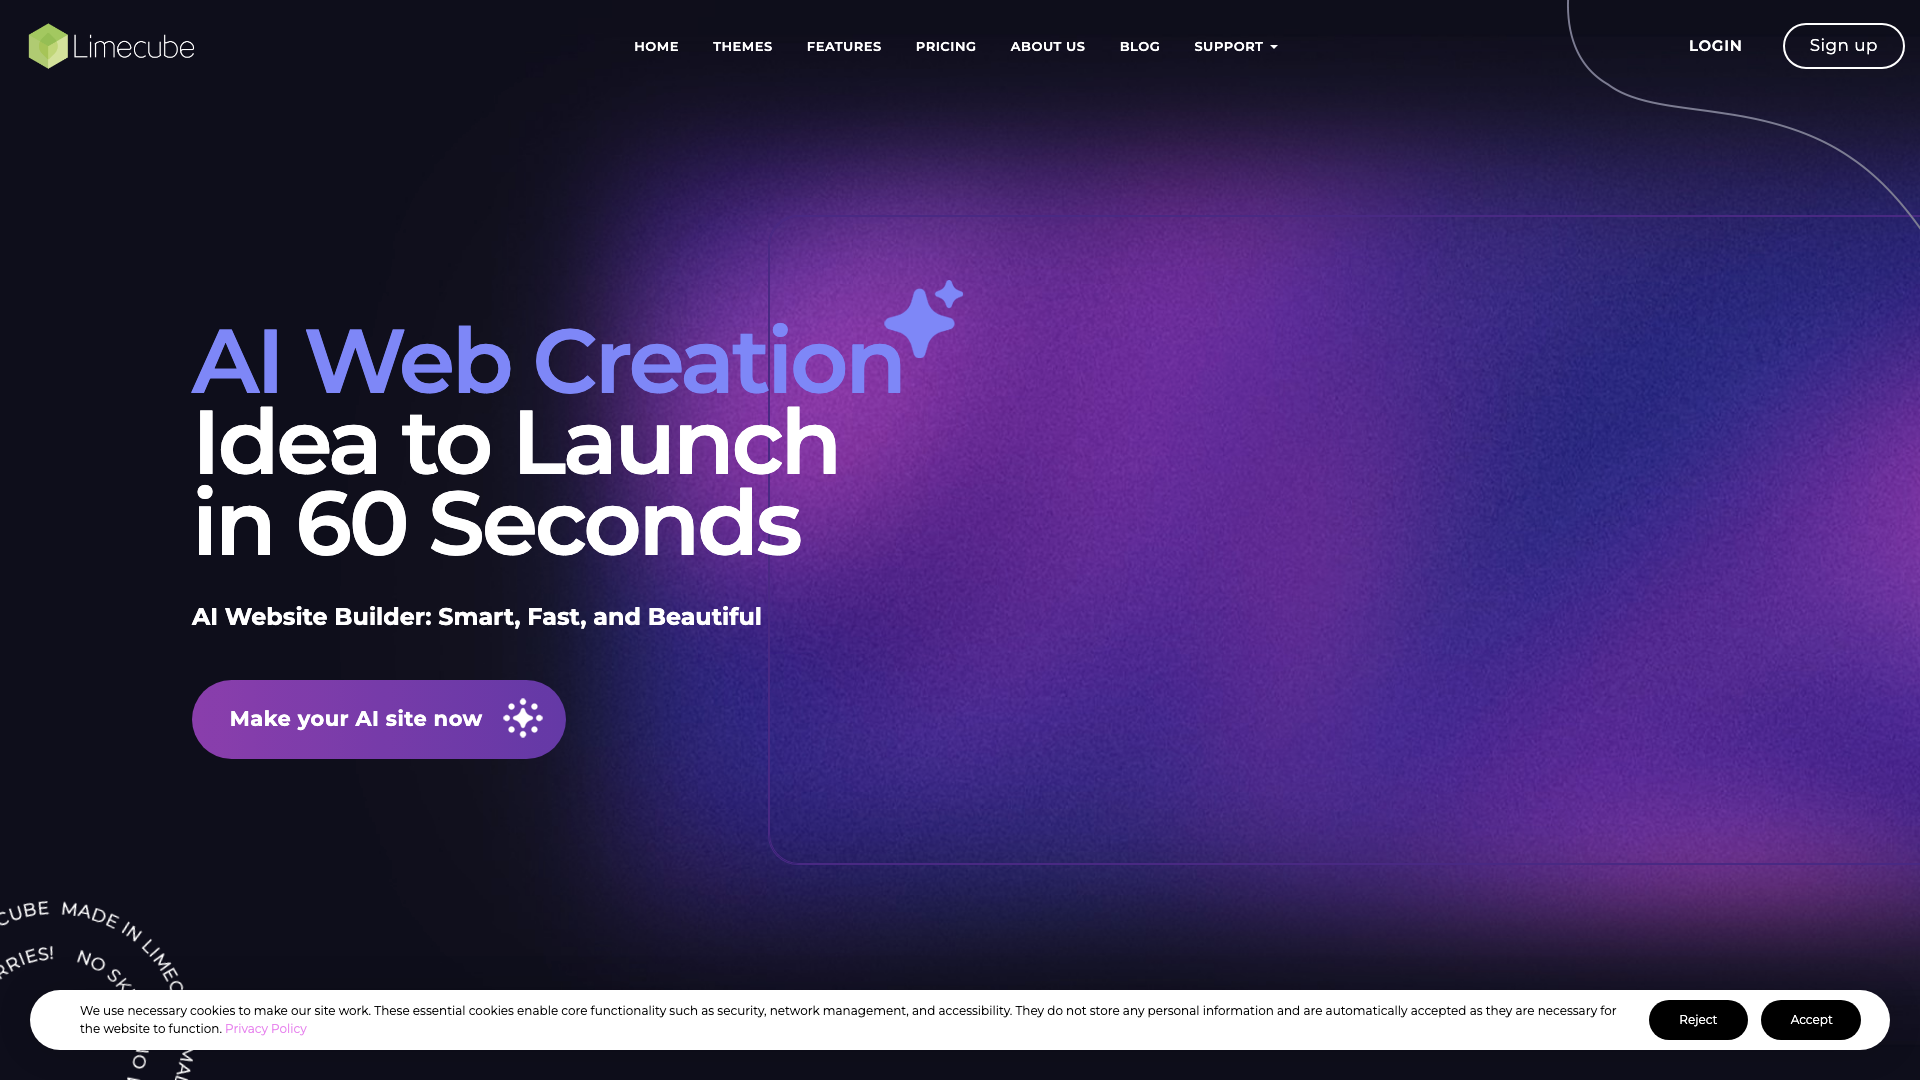 Limecube
HOME THEMES FEATURES PRICING ABOUT US BLOG SUPPORT
LOGIN Sign up
AI Web Creation
Idea to Launch
in 60 Seconds
AI Website Builder: Smart, Fast, and Beautiful
Make your AI site now
CUBE MADE IN LIMEC
RRIES! NO SK
We use necessary cookies to make our site work. These essential cookies enable core functionality such as security, network management, and accessibility. They do not store any personal information and are automatically accepted as they are necessary for
the website to function. Privacy Policy
Reject Accept